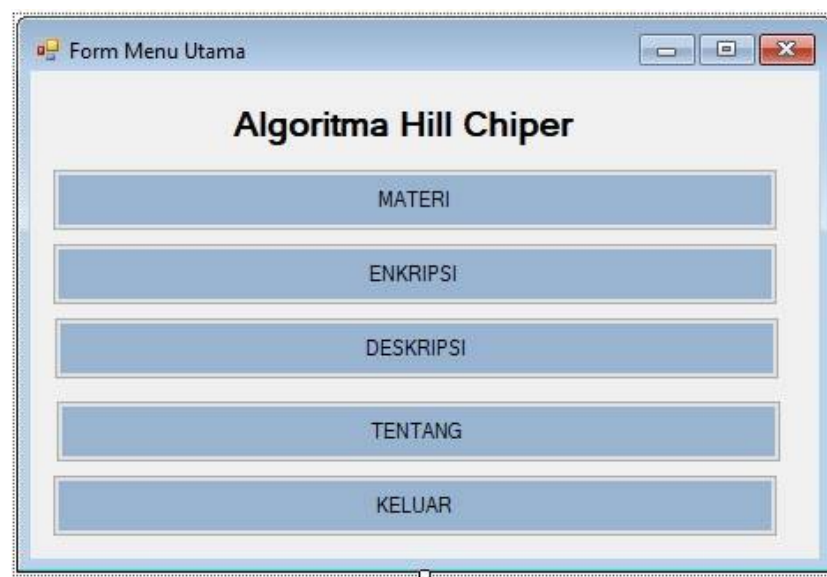 Form Menu Utama
Algoritma Hill Chiper
MATERI
ENKRIPSI
DESKRIPSI
TENTANG
KELUAR